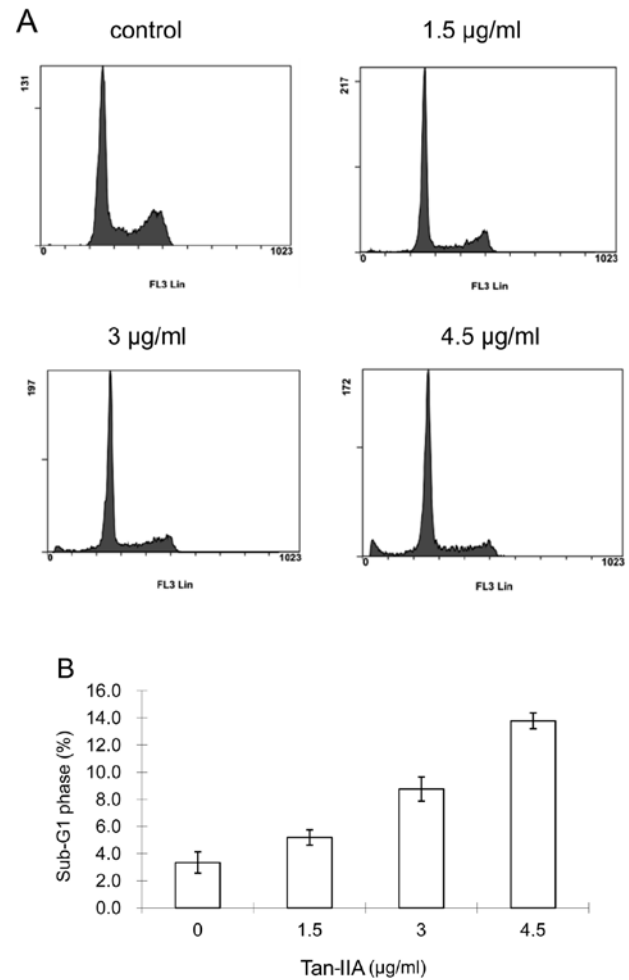 A
control
1.5 µg/ml
131
217
0
1023
0
1023
FL3 Lin
FL3 Lin
3 µg/ml
4.5 µg/ml
197
172
0
1023
0
1023
FL3 Lin
FL3 Lin
B
Sub-G1 phase (%)
16.0
14.0
12.0
10.0
8.0
6.0
4.0
2.0
0.0
0
1.5
3
4.5
Tan-IIA (µg/ml)